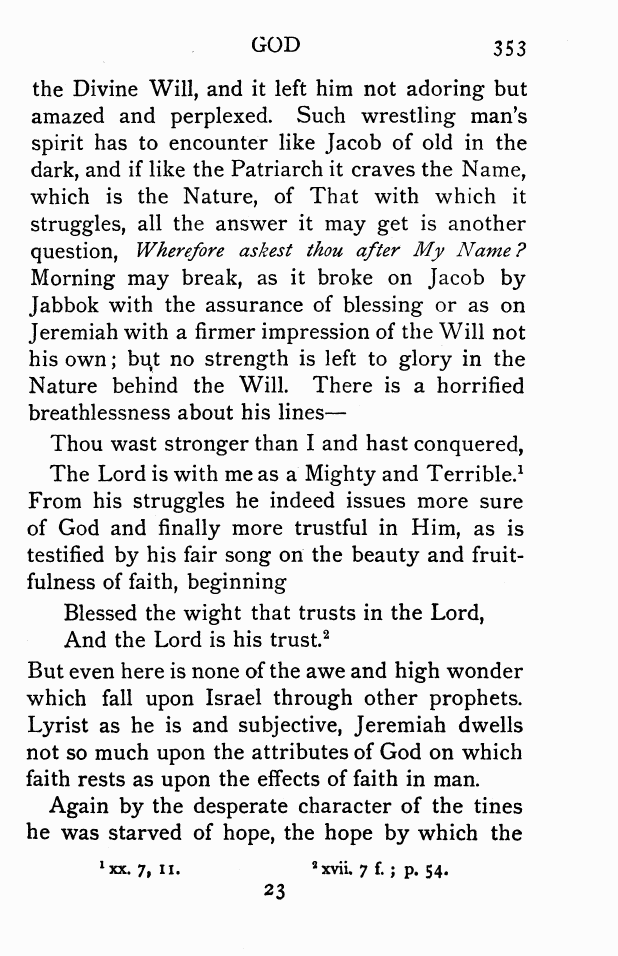 GOD 353
the Divine Will, and it left him not adoring but
amazed and perplexed. Such wrestling man's
spirit has to encounter like Jacob of old in the
dark, and if like the Patriarch it craves the Name,
which is the Nature, of That with which it
struggles, all the answer it may get is another
question, Wherefore askest thou after My Name?
Morning may break, as it broke on Jacob by
Jabbok with the assurance of blessing or as on
Jeremiah with a firmer impression of the Will not
his own; but no strength is left to glory in the
Nature behind the Will. There is a horrified
breathlessness about his lines—
Thou wast stronger than I and hast conquered,
The Lord is with me as a Mighty and Terrible.¹
From his struggles he indeed issues more sure
of God and finally more trustful in Him, as is
testified by his fair song on the beauty and fruit-
fulness of faith, beginning
Blessed the wight that trusts in the Lord,
And the Lord is his trust.²
But even here is none of the awe and high wonder
which fall upon Israel through other prophets.
Lyrist as he is and subjective, Jeremiah dwells
not so much upon the attributes of God on which
faith rests as upon the effects of faith in man.
Again by the desperate character of the tines
he was starved of hope, the hope by which the
¹ xx. 7, 11. ² xvii. 7 f. ; p. 54.
23